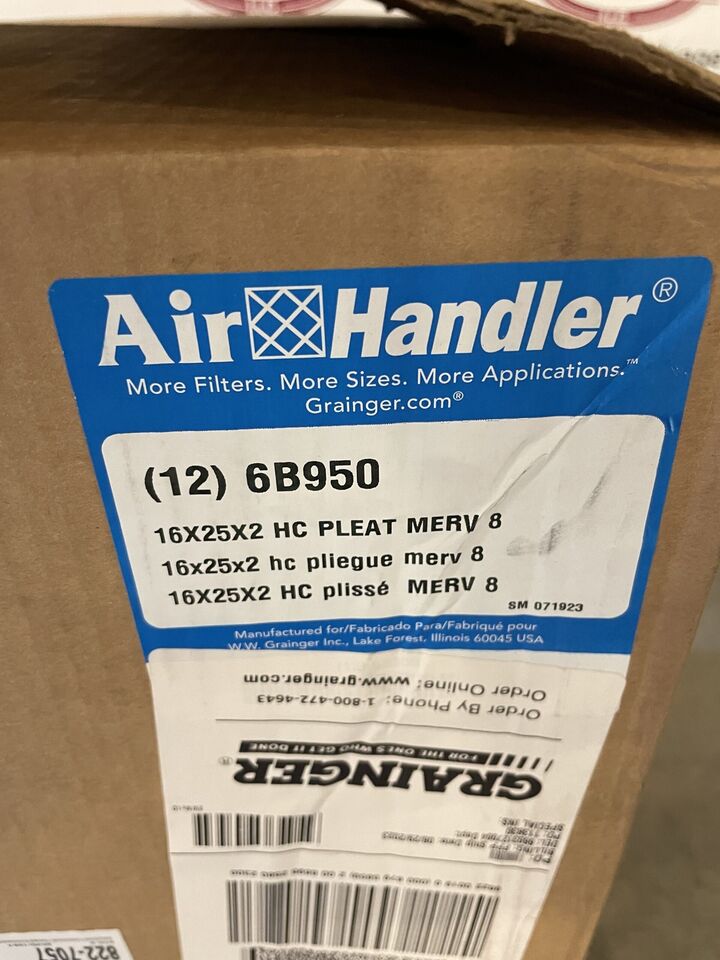 Air Handler®
More Filters. More Sizes. More Applications.™
Grainger.com®
(12) 6B950
16X25X2 HC PLEAT MERV 8
16x25x2 hc pliegue merv 8
16X25X2 HC plissé MERV 8
SM 071923
Manufactured for/Fabricado Para/Fabriqué pour
W.W. Grainger Inc., Lake Forest, Illinois 60045 USA
Order Online: www.grainger.com
Order By Phone: 1-800-472-4643
FOR THE ONES WHO GET IT DONE
GRAINGER®
822-7057